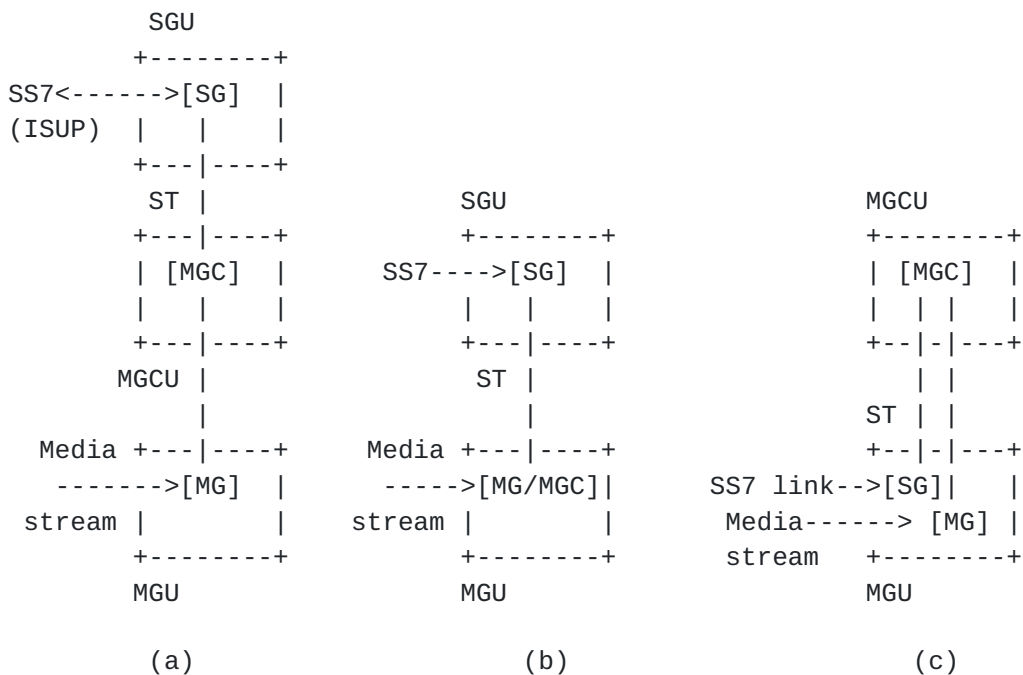 SGU
        +--------+
SS7<------>[SG]  |
(ISUP)  |   |    |
        +---|----+
         ST |                SGU                       MGCU
        +---|----+           +--------+                +--------+
        | [MGC]  |      SS7---->[SG]  |                | [MGC]  |
        |   |    |           |   |    |                |  | |   |
        +---|----+           +---|----+                +--|-|---+
       MGCU |                 ST |                        | |
            |                    |                     ST | |
  Media +---|----+     Media +---|----+                +--|-|---+
   ------->[MG]  |      ----->[MG/MGC]|      SS7 link-->[SG]|   |
 stream |        |    stream |        |       Media------> [MG] |
        +--------+           +--------+       stream   +--------+
        MGU                  MGU                       MGU
         (a)                     (b)                      (c)